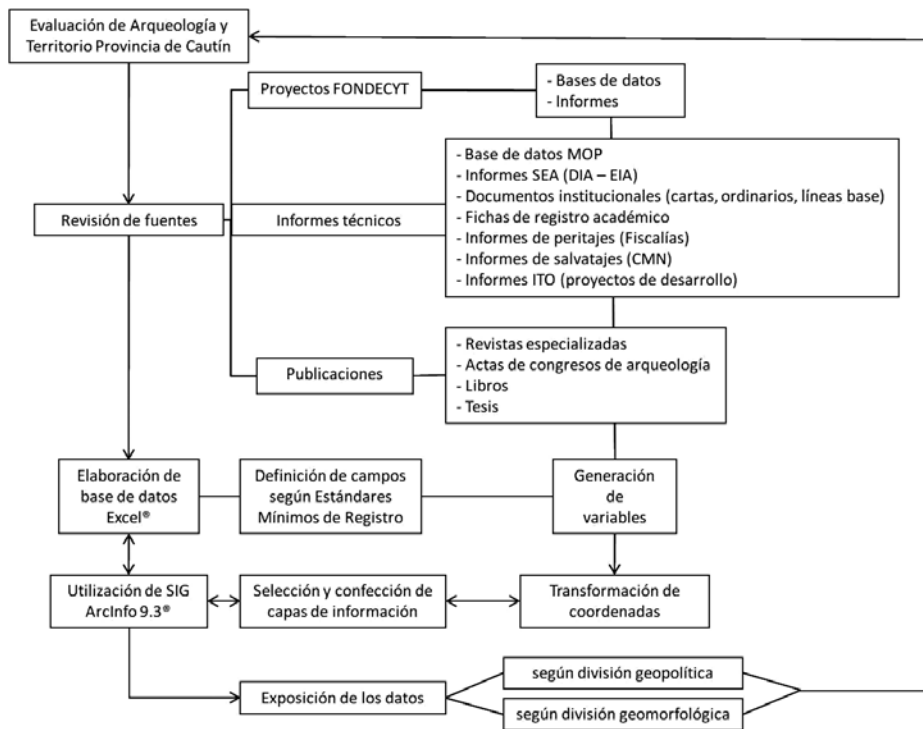 Evaluación de Arqueología y
Territorio Provincia de Cautín
Proyectos FONDECYT
- Bases de datos
- Informes
Revisión de fuentes
Informes técnicos
- Base de datos MOP
- Informes SEA (DIA – EIA)
- Documentos institucionales (cartas, ordinarios, líneas base)
- Fichas de registro académico
- Informes de peritajes (Fiscalías)
- Informes de salvatajes (CMN)
- Informes ITO (proyectos de desarrollo)
Publicaciones
- Revistas especializadas
- Actas de congresos de arqueología
- Libros
- Tesis
Elaboración de
base de datos
Excel®
Definición de campos
según Estándares
Mínimos de Registro
Generación
de
variables
Utilización de SIG
ArcInfo 9.3®
Selección y confección de
capas de información
Transformación de
coordenadas
Exposición de los datos
según división geopolítica
según división geomorfológica